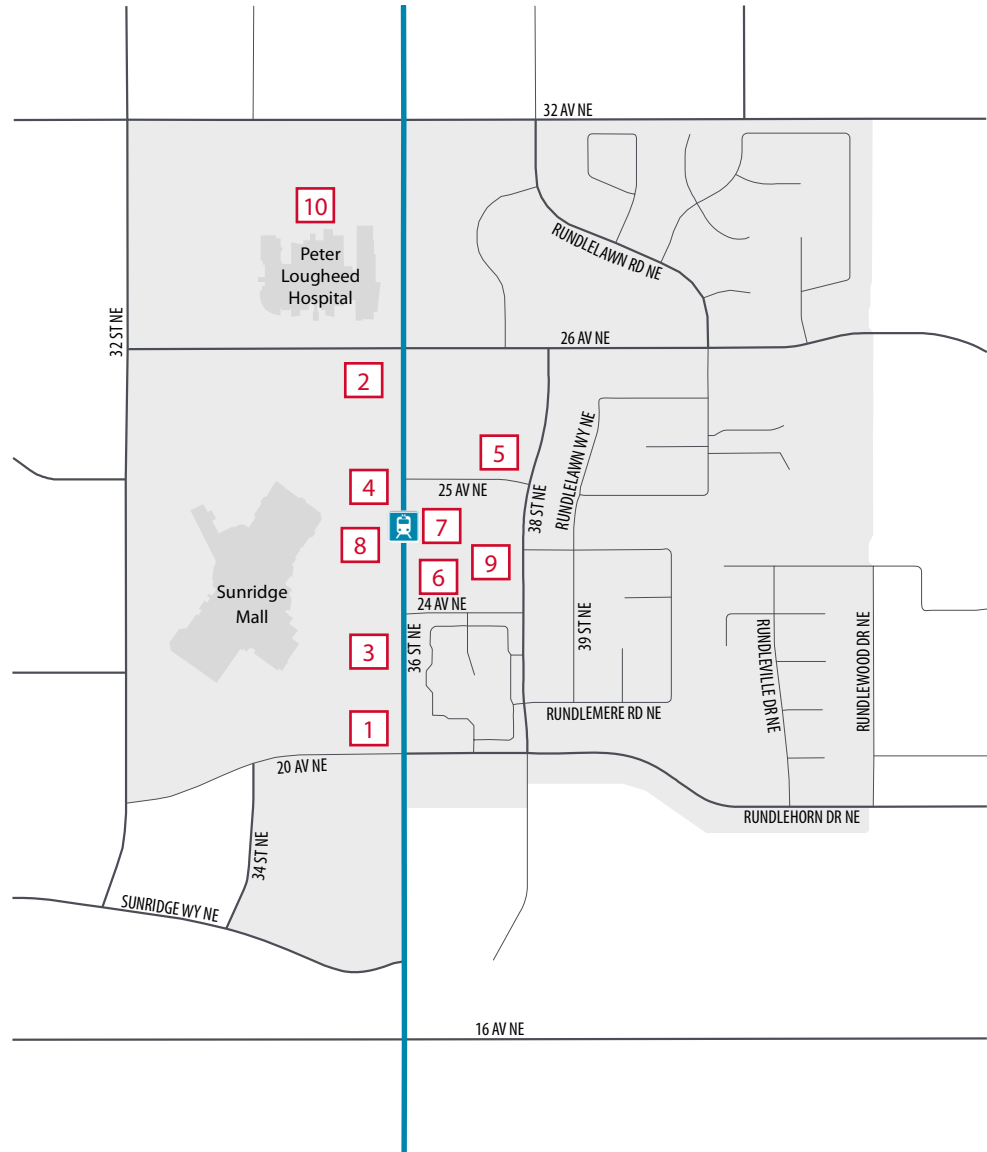 32 AV NE
10
Peter
Lougheed
Hospital
RUNDLELAWN RD NE
32 ST NE
26 AV NE
2
5
4
25 AV NE
RUNDLELAWN WY NE
38 ST NE
7
8
9
6
Sunridge
Mall
24 AV NE
36 ST NE
39 ST NE
3
RUNDLEVILLE DR NE
RUNDLEWOOD DR NE
1
RUNDLEMERE RD NE
20 AV NE
RUNDLEHORN DR NE
34 ST NE
SUNRIDGE WY NE
16 AV NE